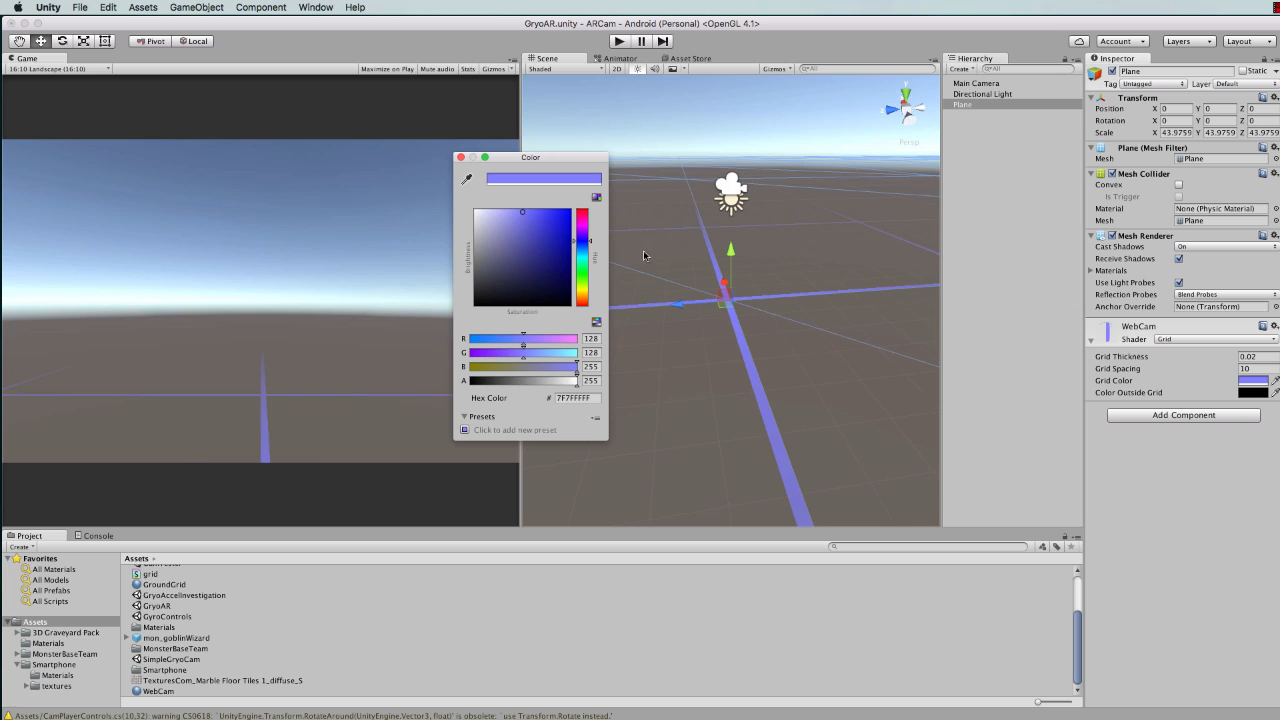 Unity File Edit Assets GameObject Component Window Help
GryoAR.unity - ARCam - Android (Personal) <OpenGL 4.1>
Pivot Local Account Layers Layout
Game Scene Animator Asset Store Hierarchy Inspector
16:10 Landscape (16:10) Maximize on Play Mute audio Stats Gizmos Shaded 2D Gizmos All Create All Plane Static
Tag Untagged Layer Default
Main Camera
Directional Light
Plane
Transform
Position X 0 Y 0 Z 0
Rotation X 0 Y 0 Z 0
Scale X 43.9759 Y 43.9759 Z 43.9759
Persp
Plane (Mesh Filter)
Mesh Plane
Mesh Collider
Convex
Is Trigger
Material None (Physic Material)
Mesh Plane
Mesh Renderer
Cast Shadows On
Receive Shadows
Materials
Use Light Probes
Reflection Probes Blend Probes
Anchor Override None (Transform)
WebCam
Shader Grid
Grid Thickness 0.02
Grid Spacing 10
Grid Color
Color Outside Grid
Add Component
Color
Brightness
Hue
Saturation
R 128
G 128
B 255
A 255
Hex Color # 7F7FFFFF
Presets
Click to add new preset
Project Console
Create
Favorites
All Materials
All Models
All Prefabs
All Scripts
Assets
3D Graveyard Pack
Materials
MonsterBaseTeam
Smartphone
Materials
textures
Assets
grid
GroundGrid
GryoAccelInvestigation
GryoAR
GyroControls
Materials
mon_goblinWizard
MonsterBaseTeam
SimpleGryoCam
Smartphone
TexturesCom_Marble Floor Tiles 1_diffuse_S
WebCam
Assets/CamPlayerControls.cs(10,32): warning CS0618: `UnityEngine.Transform.RotateAround(UnityEngine.Vector3, float)' is obsolete: `use Transform.Rotate instead.'